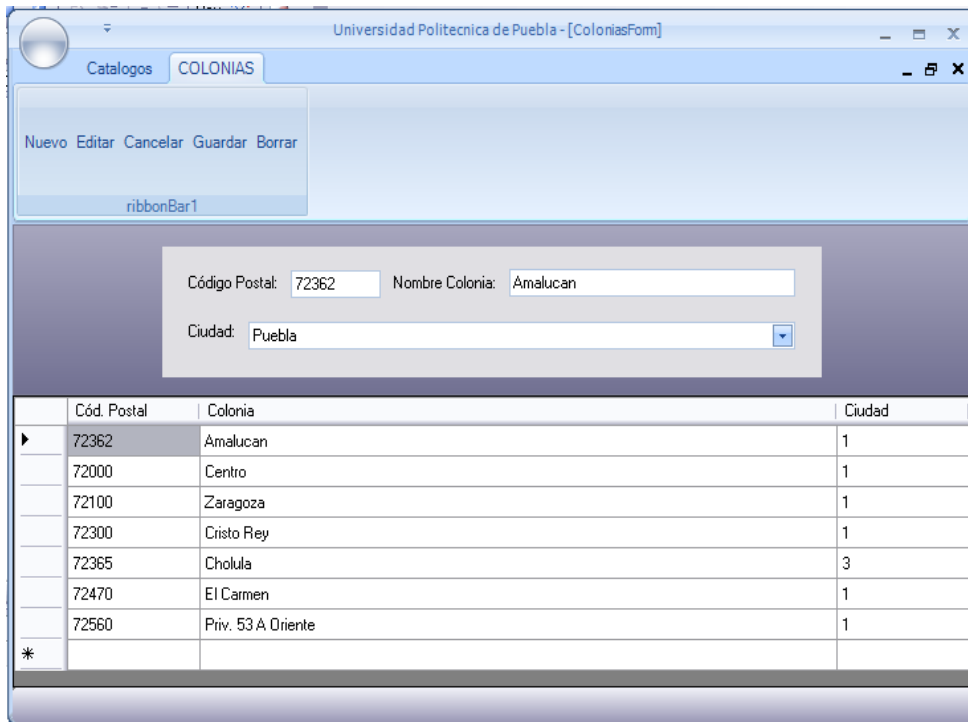 Universidad Politecnica de Puebla - [ColoniasForm]
Catalogos COLONIAS
Nuevo Editar Cancelar Guardar Borrar
ribbonBar1
Código Postal: 72362 Nombre Colonia: Amalucan
Ciudad: Puebla
Cód. Postal Colonia Ciudad
72362 Amalucan 1
72000 Centro 1
72100 Zaragoza 1
72300 Cristo Rey 1
72365 Cholula 3
72470 El Carmen 1
72560 Priv. 53 A Oriente 1